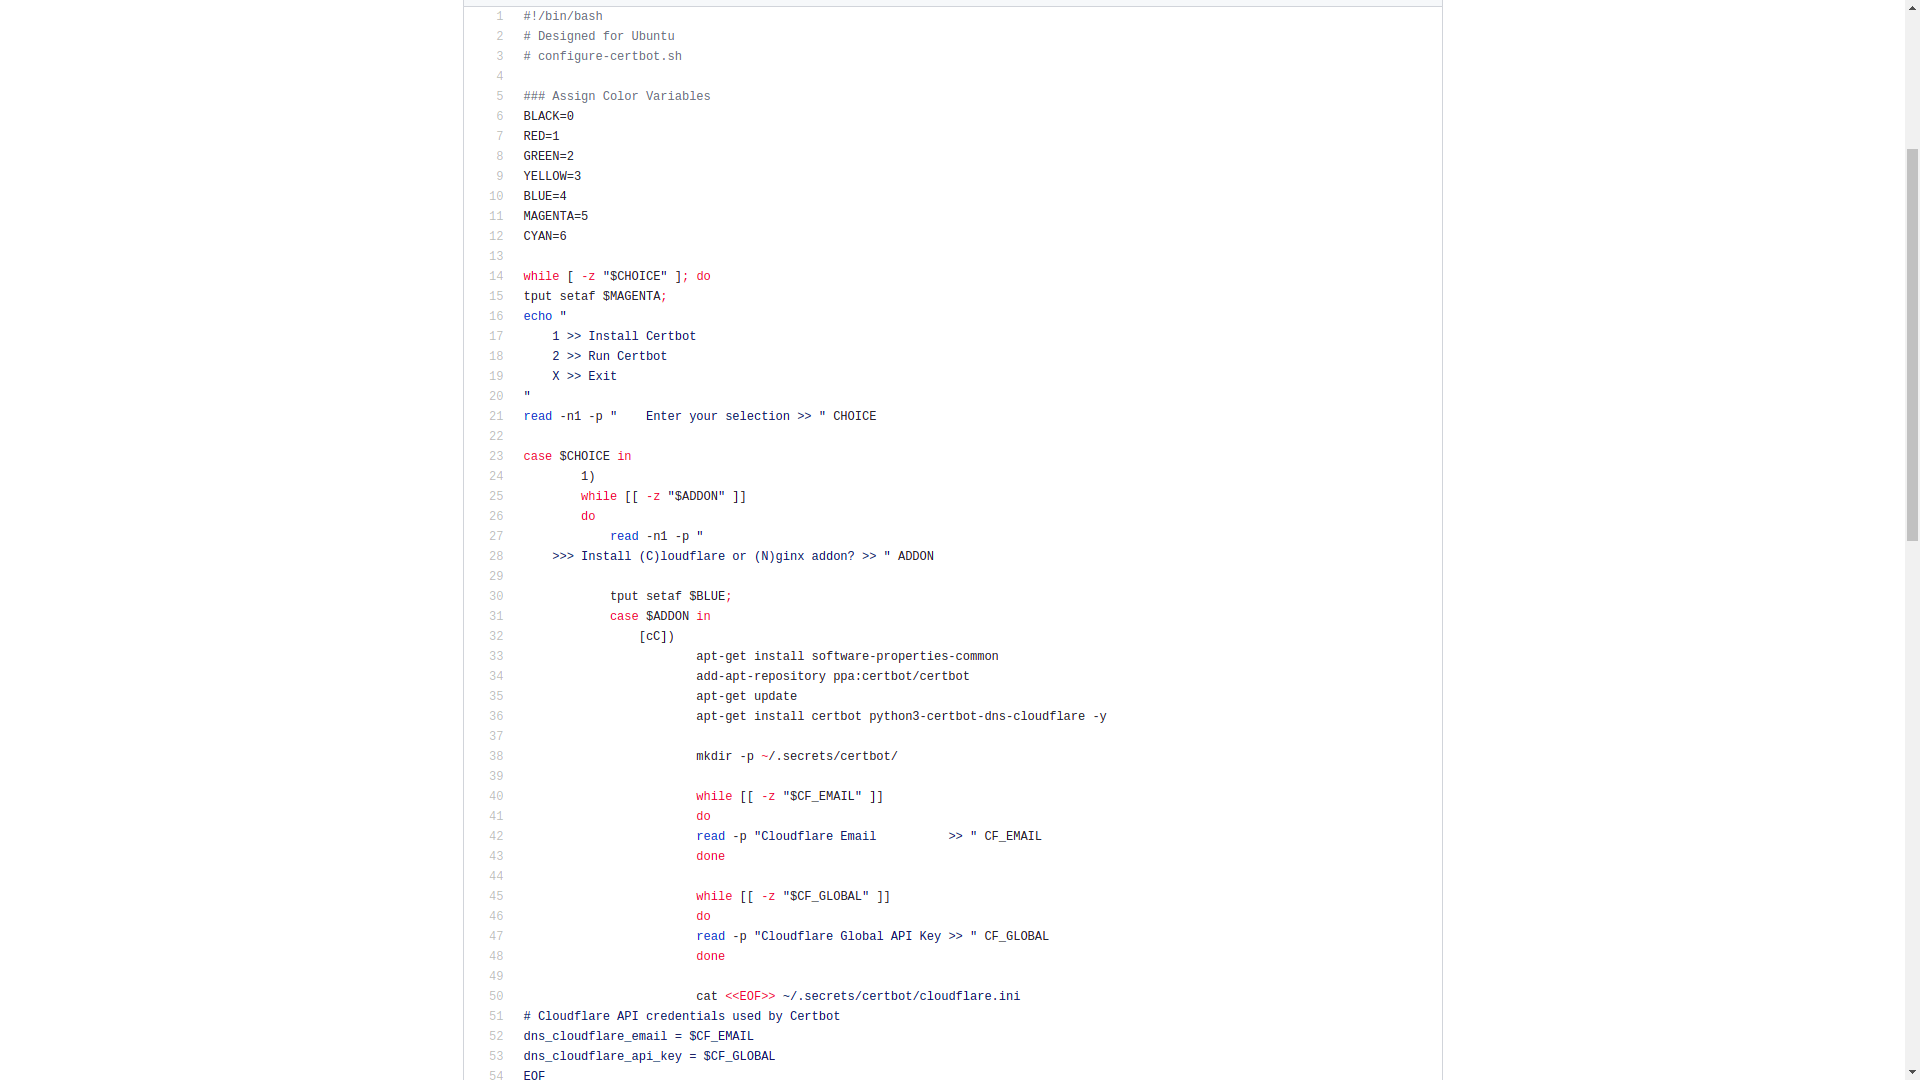 1 #!/bin/bash
2 # Designed for Ubuntu
3 # configure-certbot.sh
4
5 ### Assign Color Variables
6 BLACK=0
7 RED=1
8 GREEN=2
9 YELLOW=3
10 BLUE=4
11 MAGENTA=5
12 CYAN=6
13
14 while [ -z "$CHOICE" ]; do
15 tput setaf $MAGENTA;
16 echo "
17     1 >> Install Certbot
18     2 >> Run Certbot
19     X >> Exit
20 "
21 read -n1 -p "    Enter your selection >> " CHOICE
22
23 case $CHOICE in
24         1)
25         while [[ -z "$ADDON" ]]
26         do
27             read -n1 -p "
28     >>> Install (C)loudflare or (N)ginx addon? >> " ADDON
29
30             tput setaf $BLUE;
31             case $ADDON in
32                 [cC])
33                         apt-get install software-properties-common
34                         add-apt-repository ppa:certbot/certbot
35                         apt-get update
36                         apt-get install certbot python3-certbot-dns-cloudflare -y
37
38                         mkdir -p ~/.secrets/certbot/
39
40                         while [[ -z "$CF_EMAIL" ]]
41                         do
42                         read -p "Cloudflare Email          >> " CF_EMAIL
43                         done
44
45                         while [[ -z "$CF_GLOBAL" ]]
46                         do
47                         read -p "Cloudflare Global API Key >> " CF_GLOBAL
48                         done
49
50                         cat <<EOF>> ~/.secrets/certbot/cloudflare.ini
51 # Cloudflare API credentials used by Certbot
52 dns_cloudflare_email = $CF_EMAIL
53 dns_cloudflare_api_key = $CF_GLOBAL
54 EOF